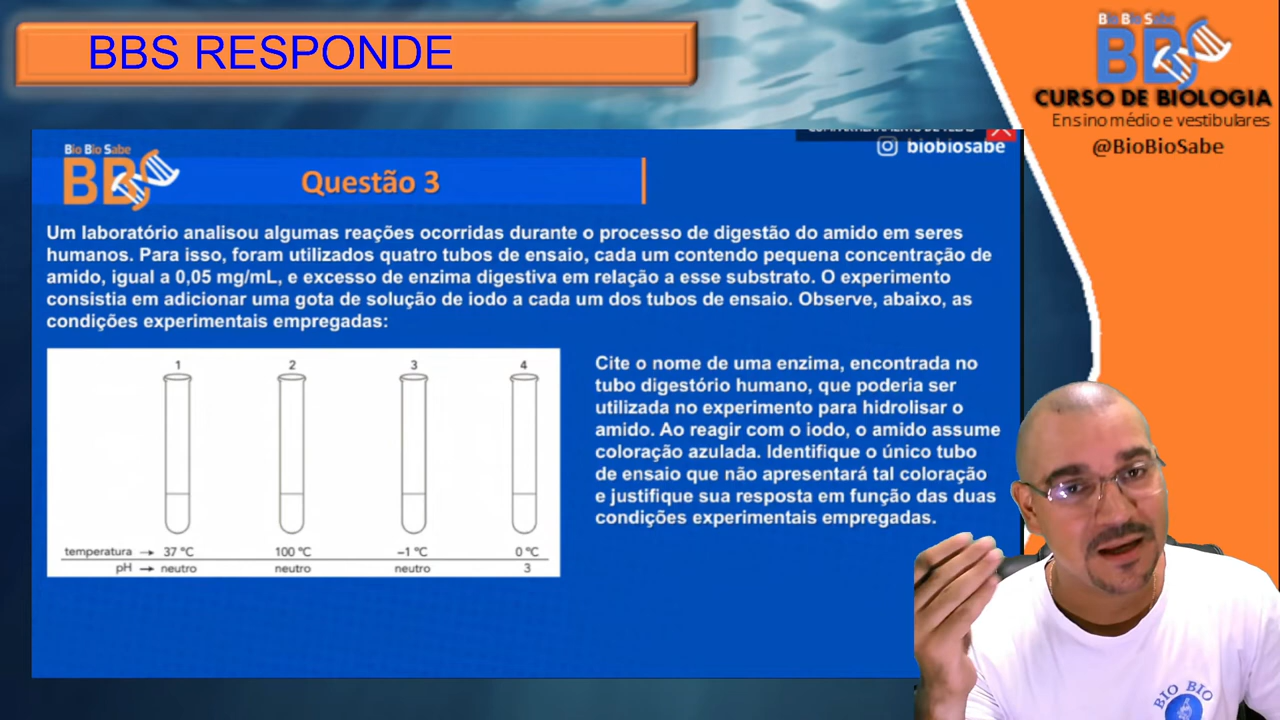 BBS RESPONDE
Bio Bio Sabe
BBS
CURSO DE BIOLOGIA
Ensino médio e vestibulares
@BioBioSabe
biobiosabe
Bio Bio Sabe
BBS
Questão 3
Um laboratório analisou algumas reações ocorridas durante o processo de digestão do amido em seres
humanos. Para isso, foram utilizados quatro tubos de ensaio, cada um contendo pequena concentração de
amido, igual a 0,05 mg/mL, e excesso de enzima digestiva em relação a esse substrato. O experimento
consistia em adicionar uma gota de solução de iodo a cada um dos tubos de ensaio. Observe, abaixo, as
condições experimentais empregadas:
1 2 3 4
temperatura → 37 °C 100 °C –1 °C 0 °C
pH → neutro neutro neutro 3
Cite o nome de uma enzima, encontrada no
tubo digestório humano, que poderia ser
utilizada no experimento para hidrolisar o
amido. Ao reagir com o iodo, o amido assume
coloração azulada. Identifique o único tubo
de ensaio que não apresentará tal coloração
e justifique sua resposta em função das duas
condições experimentais empregadas.
BIO BIO